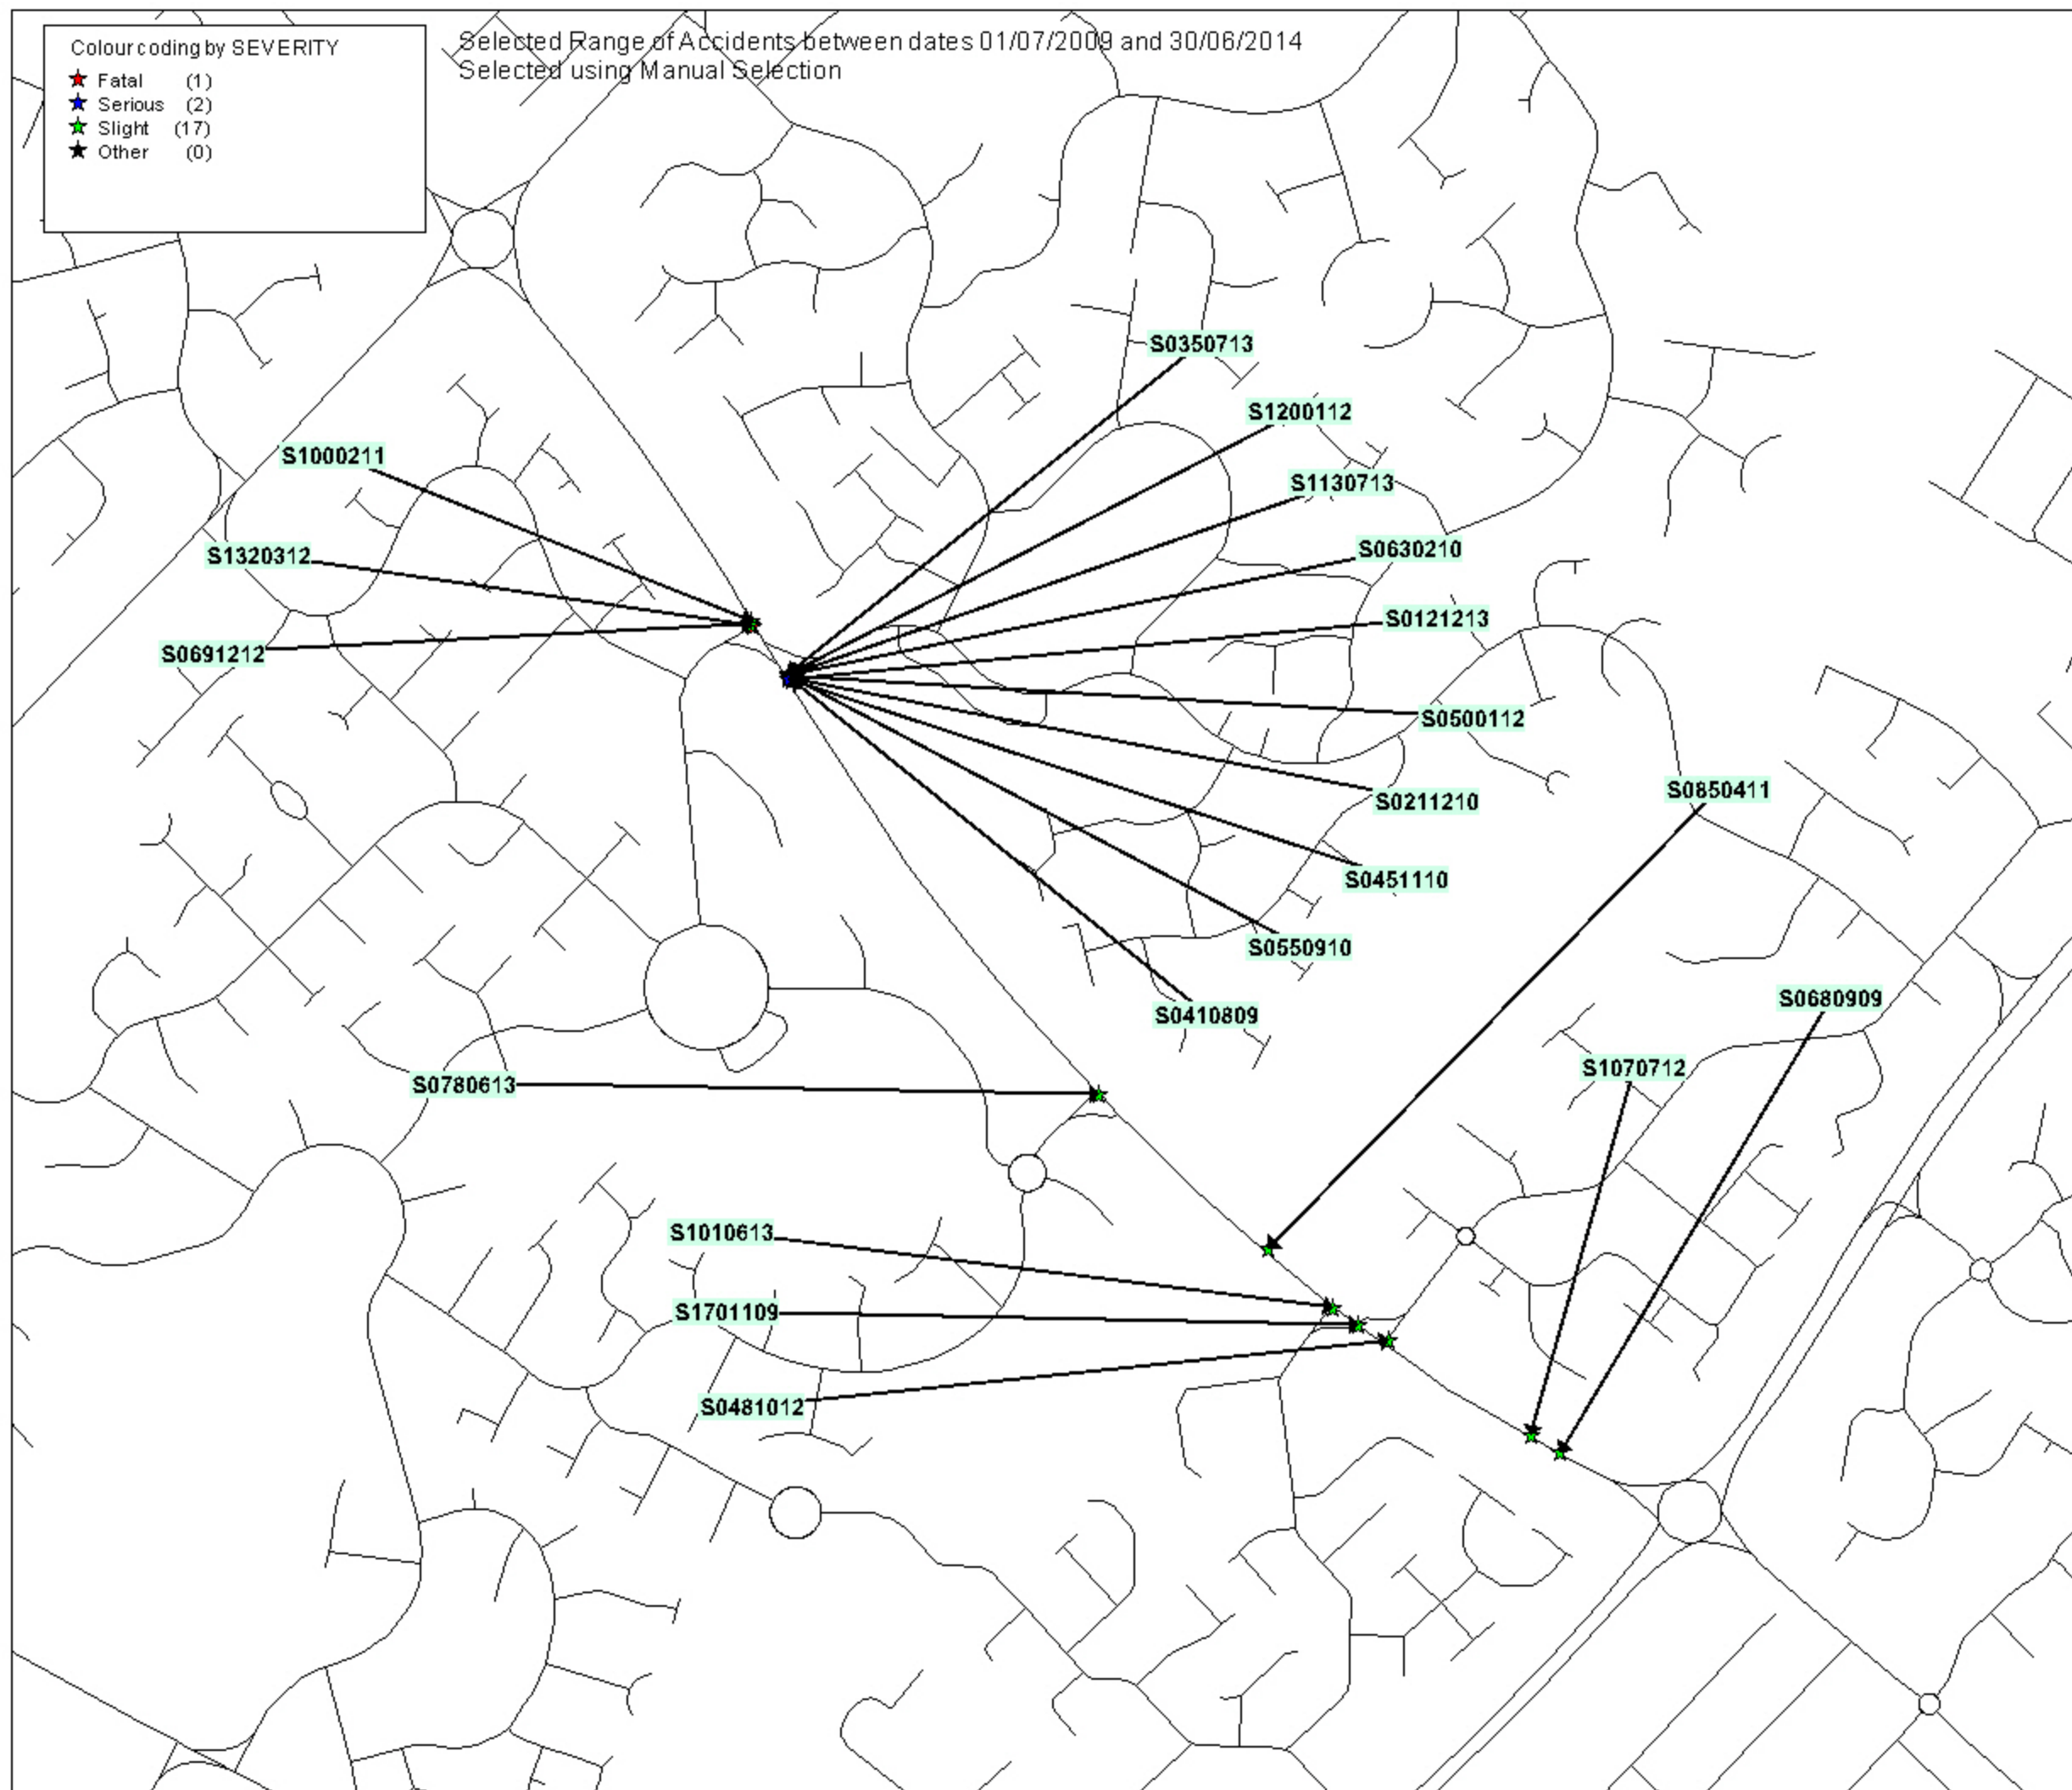 Colour coding by SEVERITY
Fatal (1)
Serious (2)
Slight (17)
Other (0)
Selected Range of Accidents between dates 01/07/2009 and 30/06/2014
Selected using Manual Selection
S0350713
S1200112
S1000211
S1130713
S1320312
S0630210
S0121213
S0691212
S0500112
S0211210
S0850411
S0451110
S0550910
S0680909
S0410809
S1070712
S0780613
S1010613
S1701109
S0481012